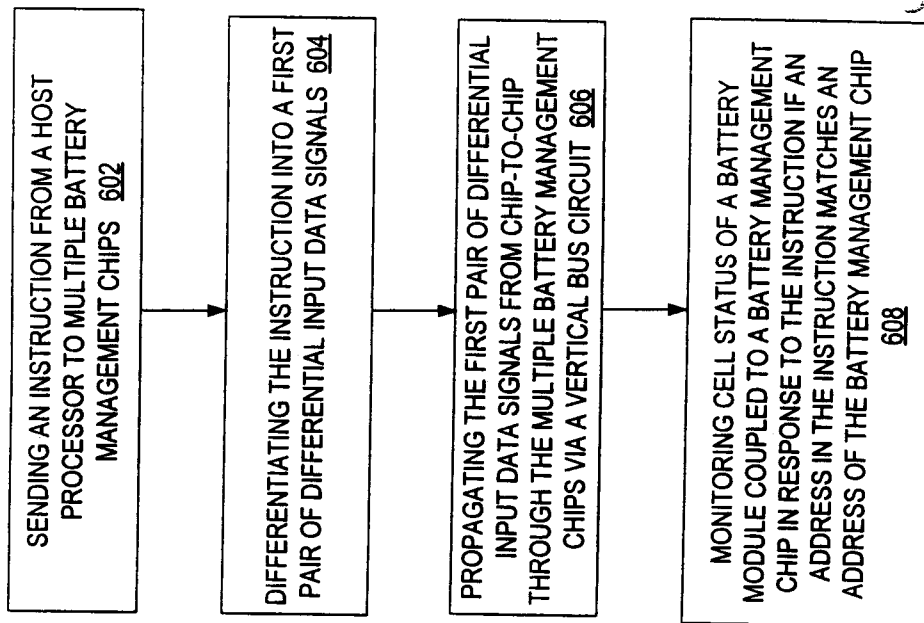 SENDING AN INSTRUCTION FROM A HOST
PROCESSOR TO MULTIPLE BATTERY
MANAGEMENT CHIPS 602
DIFFERENTIATING THE INSTRUCTION INTO A FIRST
PAIR OF DIFFERENTIAL INPUT DATA SIGNALS 604
PROPAGATING THE FIRST PAIR OF DIFFERENTIAL
INPUT DATA SIGNALS FROM CHIP-TO-CHIP
THROUGH THE MULTIPLE BATTERY MANAGEMENT
CHIPS VIA A VERTICAL BUS CIRCUIT 606
MONITORING CELL STATUS OF A BATTERY
MODULE COUPLED TO A BATTERY MANAGEMENT
CHIP IN RESPONSE TO THE INSTRUCTION IF AN
ADDRESS IN THE INSTRUCTION MATCHES AN
ADDRESS OF THE BATTERY MANAGEMENT CHIP
608